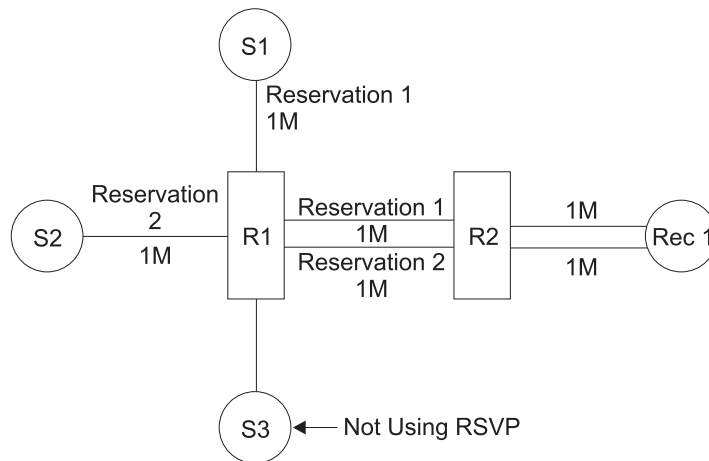 S1
Reservation 1
1M
Reservation
2
1M
S2
R1
Reservation 1
1M
Reservation 2
1M
R2
1M
1M
Rec 1
S3
Not Using RSVP